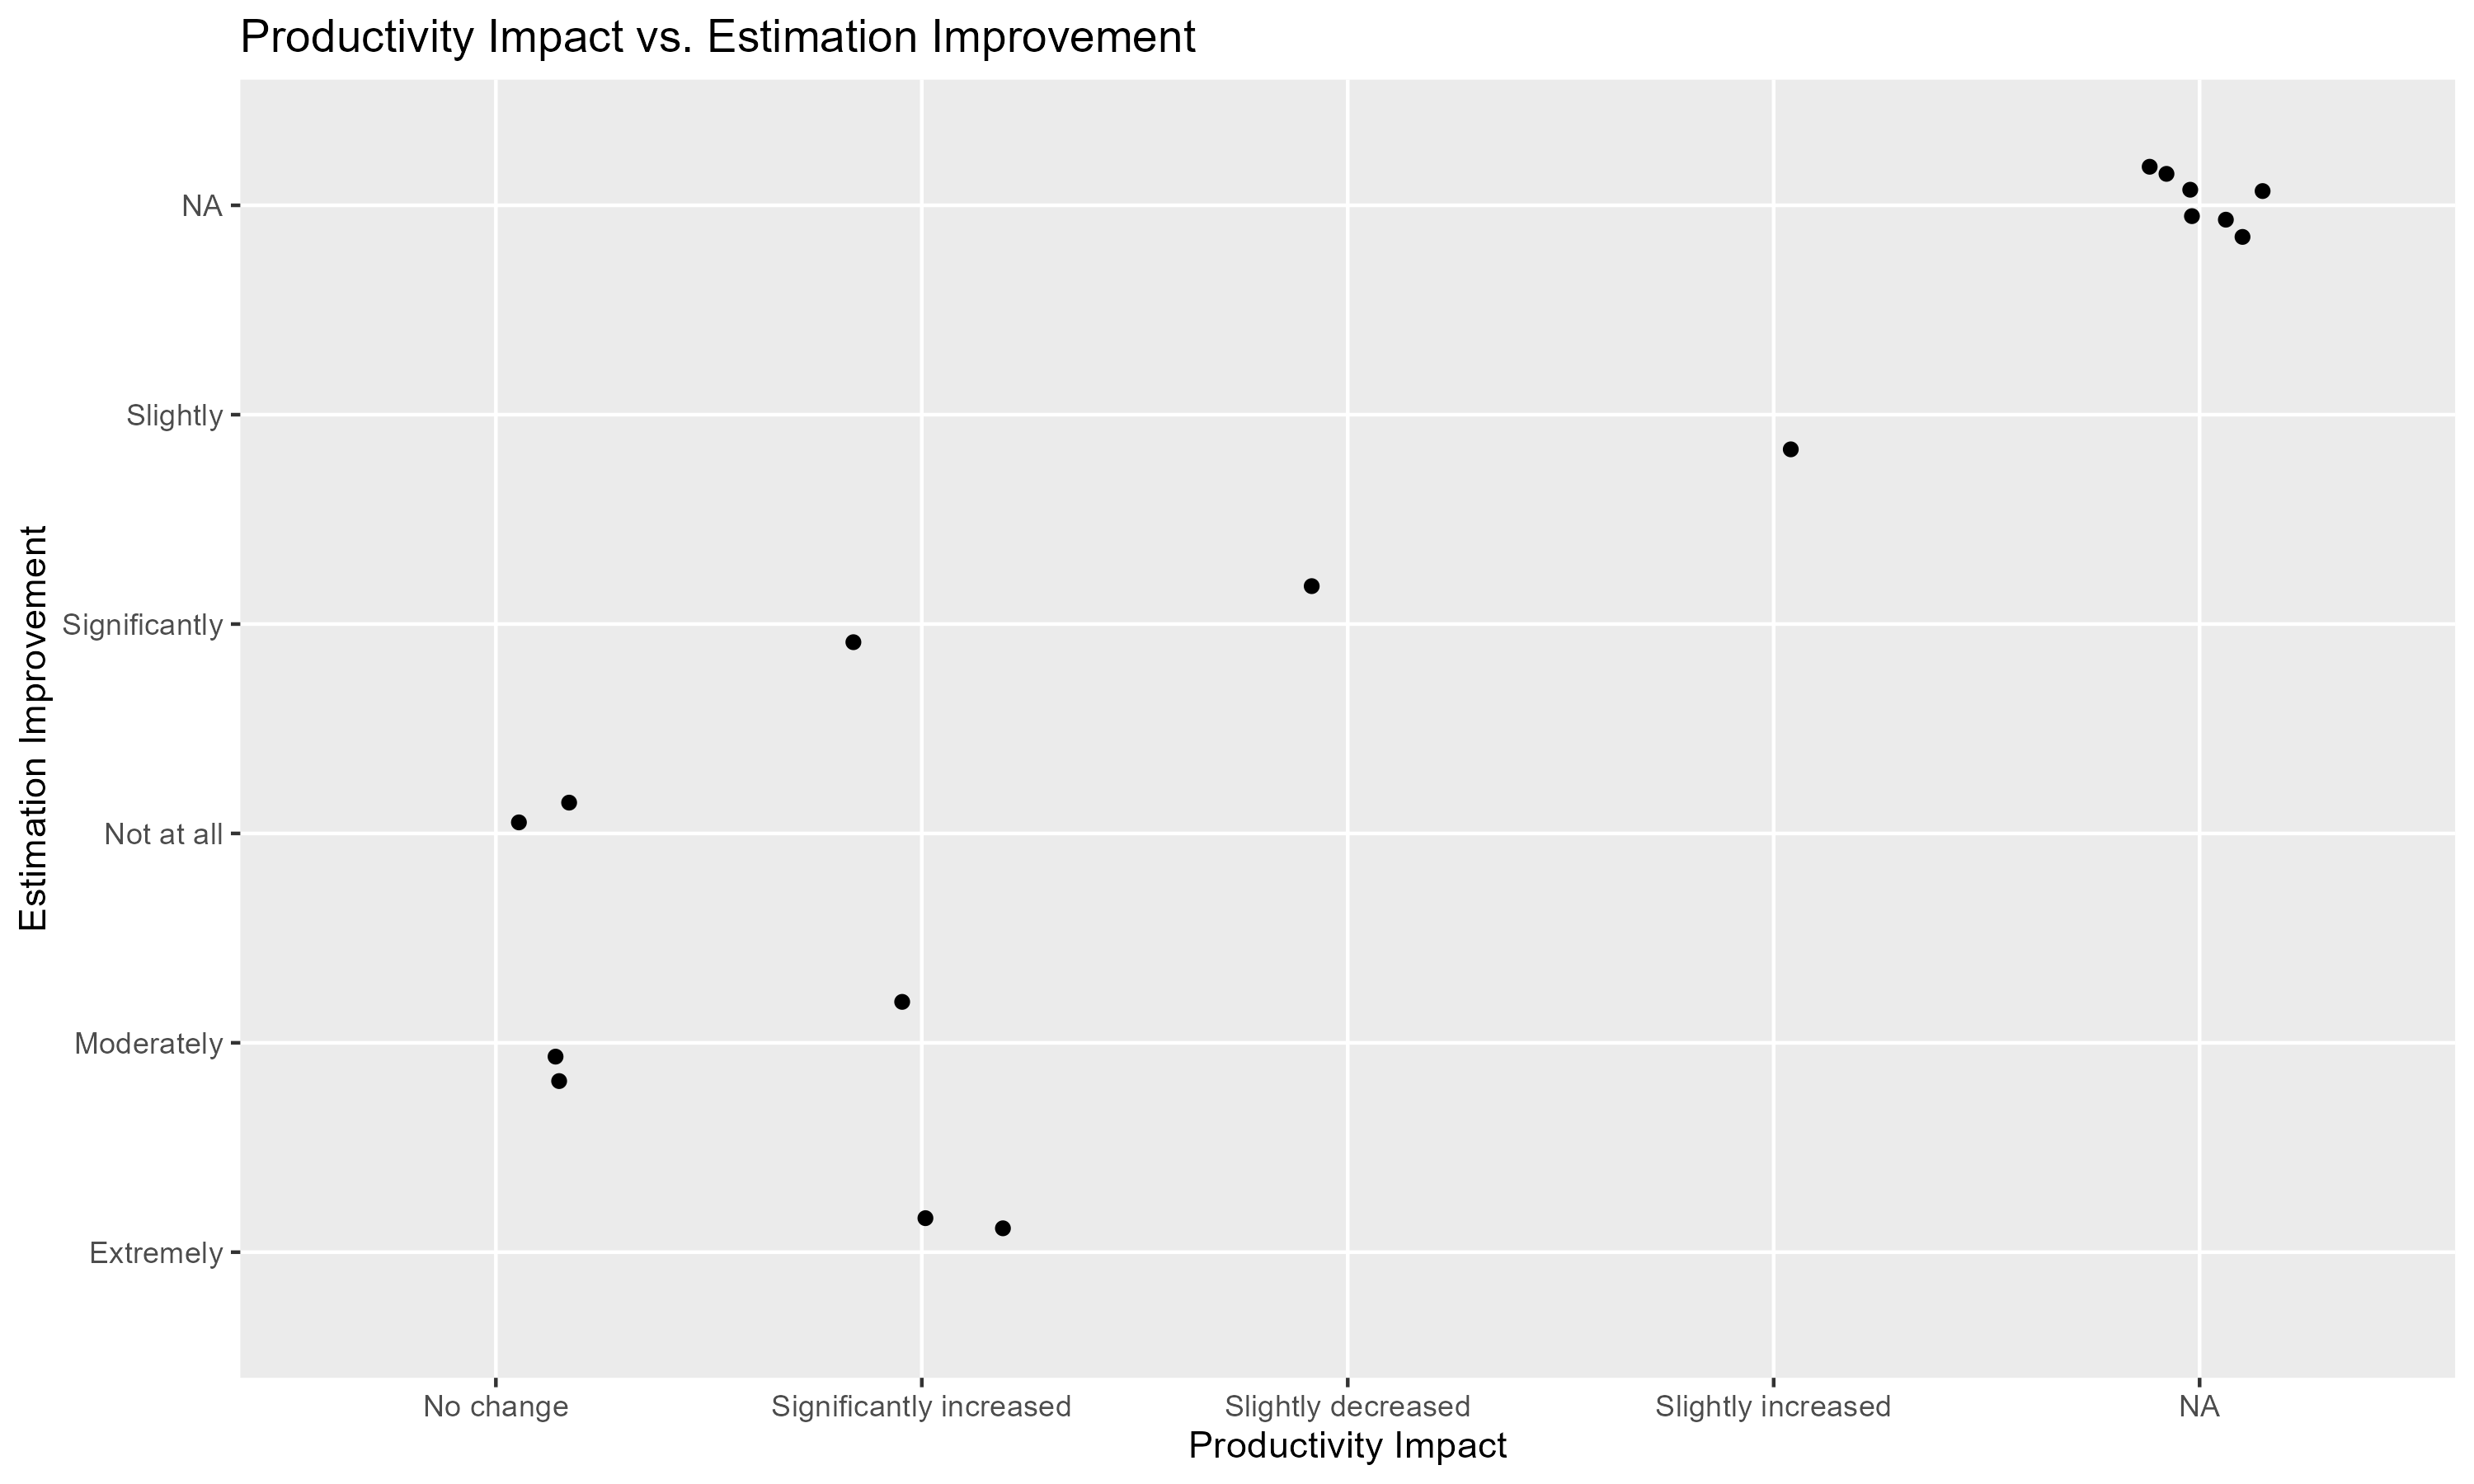 Productivity Impact vs. Estimation Improvement
Estimation Improvement
NA
Slightly
Significantly
Not at all
Moderately
Extremely
No change
Significantly increased
Slightly decreased
Slightly increased
NA
Productivity Impact